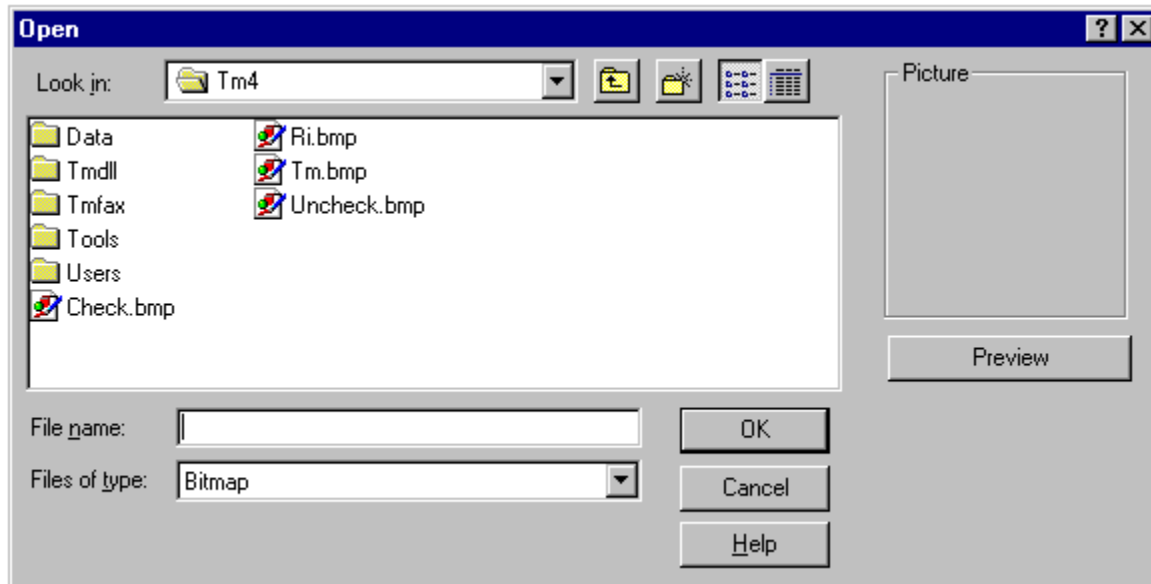 Open
Look in: Tm4
Picture
Data
Tmdll
Tmfax
Tools
Users
Check.bmp
Ri.bmp
Tm.bmp
Uncheck.bmp
Preview
File name:
OK
Files of type: Bitmap
Cancel
Help